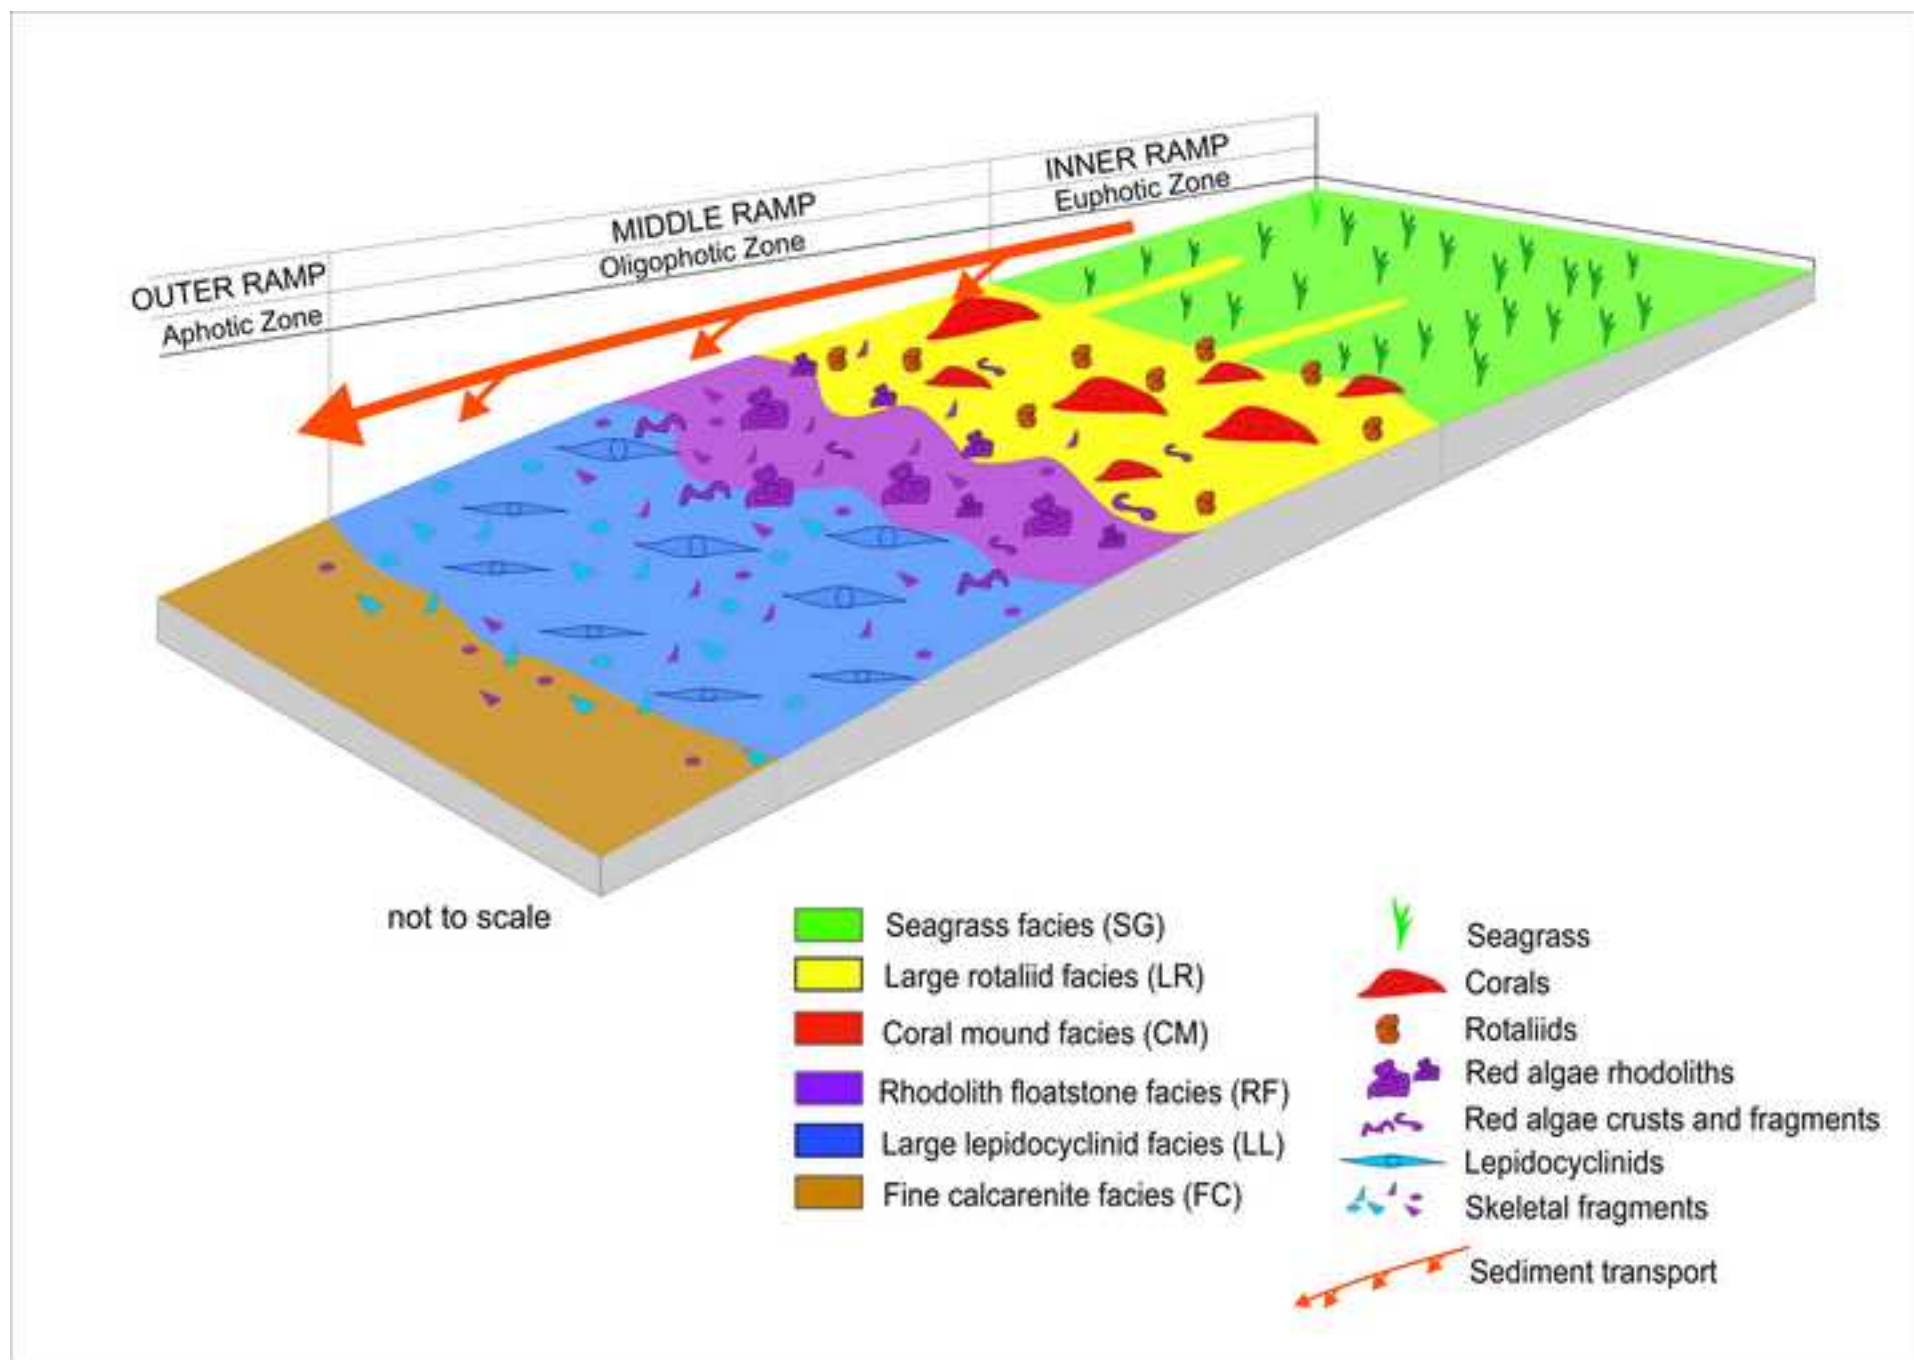 INNER RAMP
Euphotic Zone
MIDDLE RAMP
Oligophotic Zone
OUTER RAMP
Aphotic Zone
not to scale
Seagrass facies (SG)
Large rotaliid facies (LR)
Coral mound facies (CM)
Rhodolith floatstone facies (RF)
Large lepidocyclinid facies (LL)
Fine calcarenite facies (FC)
Seagrass
Corals
Rotaliids
Red algae rhodoliths
Red algae crusts and fragments
Lepidocyclinids
Skeletal fragments
Sediment transport